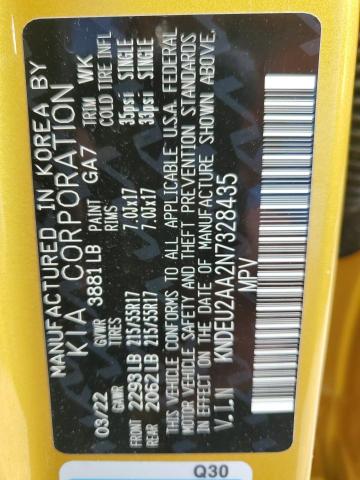 MANUFACTURED IN KOREA BY
KIA CORPORATION
03/22 GVWR 3881 LB PAINT GA7 TRIM WK
GAWR TIRES RIMS COLD TIRE INFL
FRONT 2293 LB 215/55R17 7.00x17 35psi SINGLE
REAR 2062 LB 215/55R17 7.00x17 33psi SINGLE
THIS VEHICLE CONFORMS TO ALL APPLICABLE U.S.A. FEDERAL
MOTOR VEHICLE SAFETY AND THEFT PREVENTION STANDARDS
IN EFFECT ON THE DATE OF MANUFACTURE SHOWN ABOVE.
V.I.N KNDEU2AA2N7328435
MPV
Q30